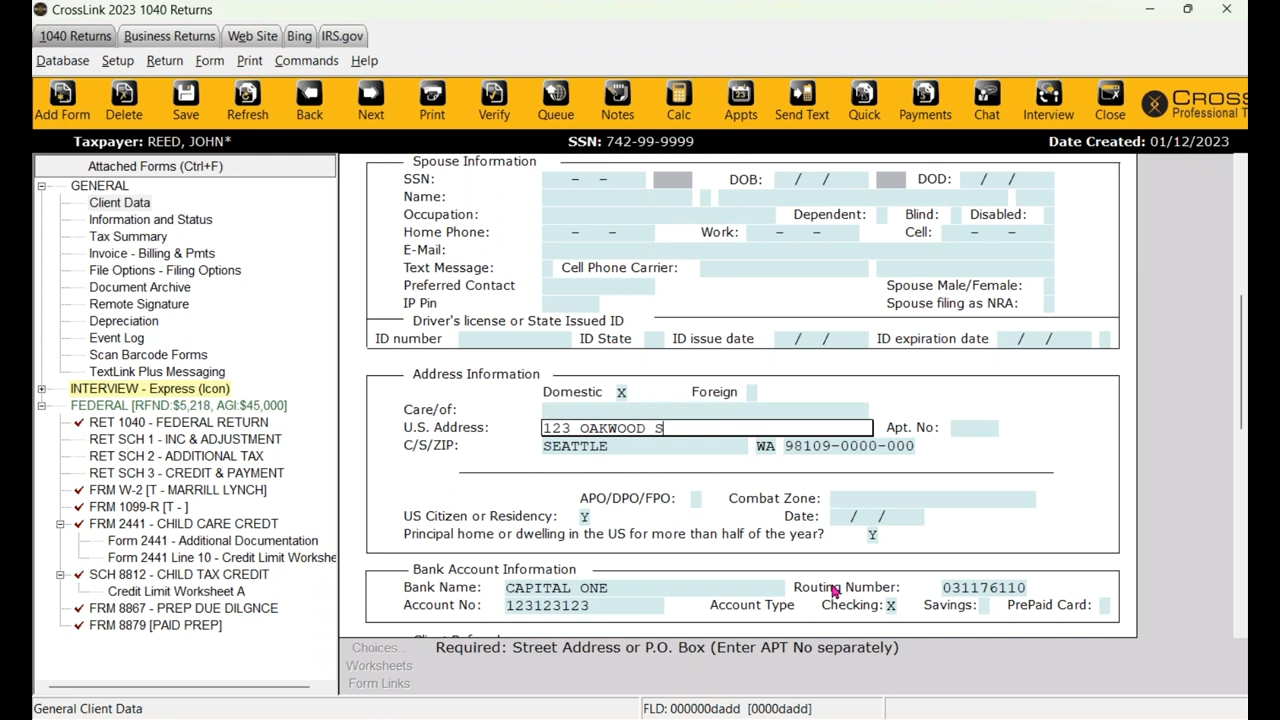 CrossLink 2023 1040 Returns
1040 Returns Business Returns Web Site Bing IRS.gov
Database Setup Return Form Print Commands Help
Add Form Delete Save Refresh Back Next Print Verify Queue Notes Calc Appts Send Text Quick Payments Chat Interview Close
CROSS
Professional T
Taxpayer: REED, JOHN* SSN: 742-99-9999 Date Created: 01/12/2023
Attached Forms (Ctrl+F)
GENERAL
Client Data
Information and Status
Tax Summary
Invoice - Billing & Pmts
File Options - Filing Options
Document Archive
Remote Signature
Depreciation
Event Log
Scan Barcode Forms
TextLink Plus Messaging
INTERVIEW - Express (Icon)
FEDERAL [RFND:$5,218, AGI:$45,000]
RET 1040 - FEDERAL RETURN
RET SCH 1 - INC & ADJUSTMENT
RET SCH 2 - ADDITIONAL TAX
RET SCH 3 - CREDIT & PAYMENT
FRM W-2 [T - MARRILL LYNCH]
FRM 1099-R [T - ]
FRM 2441 - CHILD CARE CREDT
Form 2441 - Additional Documentation
Form 2441 Line 10 - Credit Limit Workshe
SCH 8812 - CHILD TAX CREDIT
Credit Limit Worksheet A
FRM 8867 - PREP DUE DILGNCE
FRM 8879 [PAID PREP]
Spouse Information
SSN: - - DOB: / / DOD: / /
Name:
Occupation: Dependent: Blind: Disabled:
Home Phone: - - Work: - - Cell: - -
E-Mail:
Text Message: Cell Phone Carrier:
Preferred Contact Spouse Male/Female:
IP Pin Spouse filing as NRA:
Driver's license or State Issued ID
ID number ID State ID issue date / / ID expiration date / /
Address Information
Domestic X Foreign
Care/of:
U.S. Address: 123 OAKWOOD S Apt. No:
C/S/ZIP: SEATTLE WA 98109-0000-000
APO/DPO/FPO: Combat Zone:
US Citizen or Residency: Y Date: / /
Principal home or dwelling in the US for more than half of the year? Y
Bank Account Information
Bank Name: CAPITAL ONE Routing Number: 031176110
Account No: 123123123 Account Type Checking: X Savings: PrePaid Card:
Choices...
Required: Street Address or P.O. Box (Enter APT No separately)
Worksheets
Form Links
General Client Data FLD: 000000dadd [0000dadd]